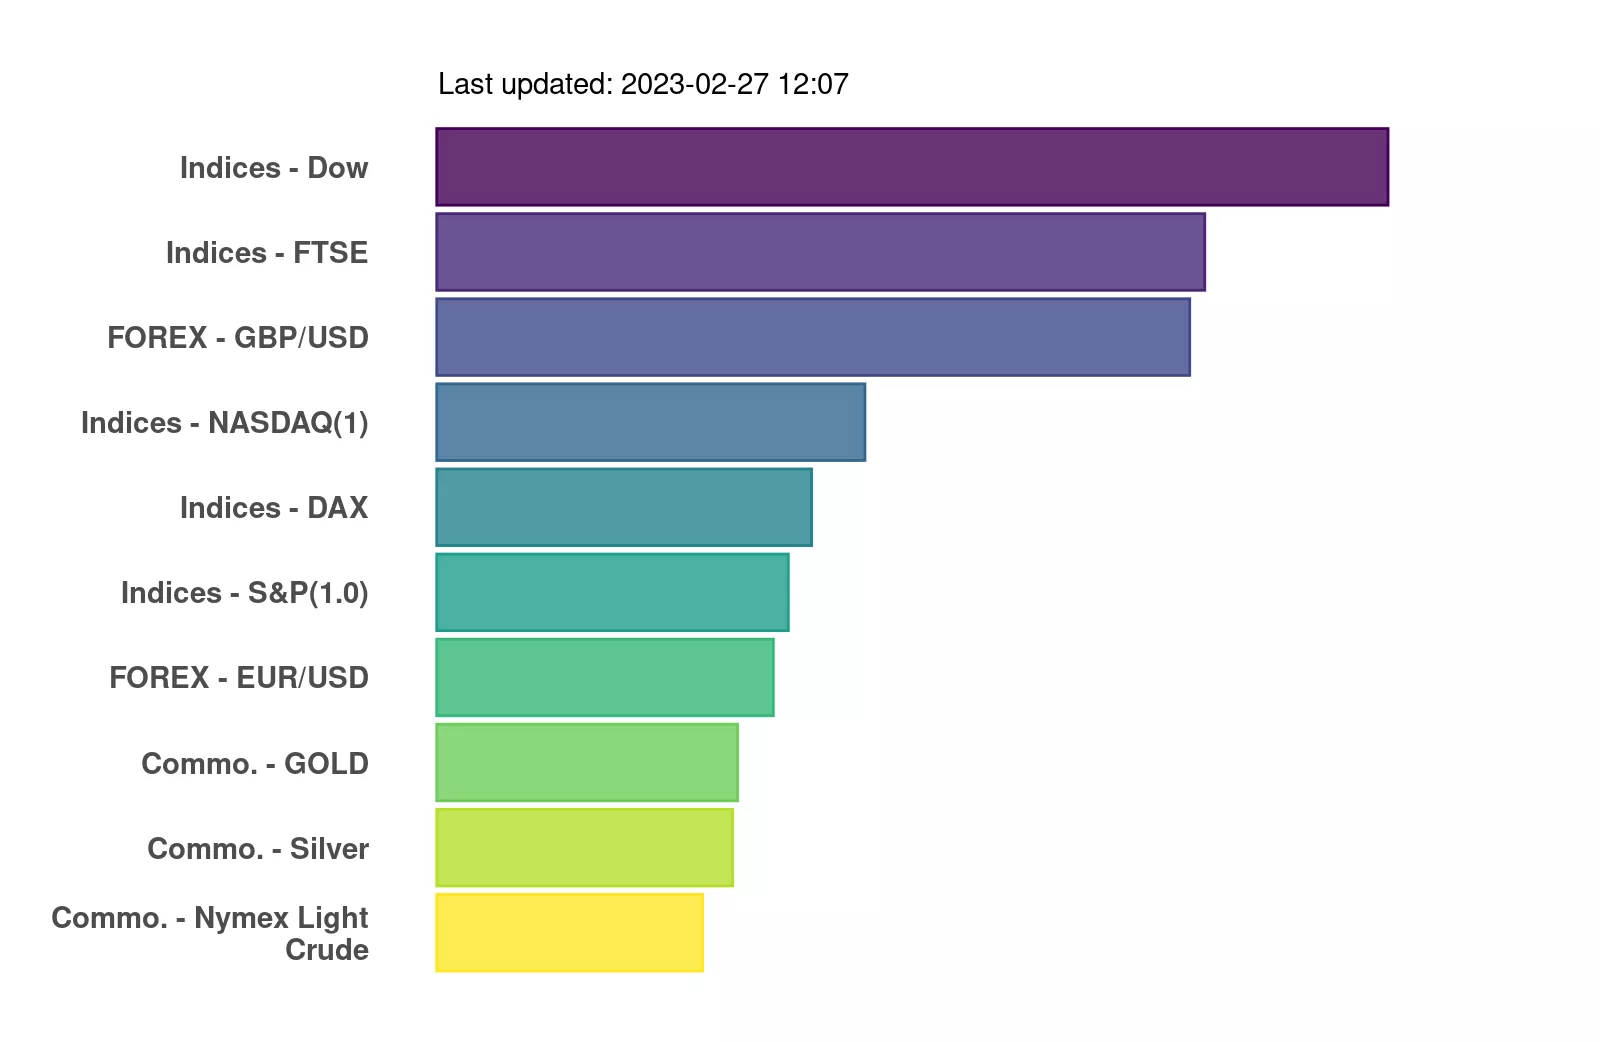 Last updated: 2023-02-27 12:07
Indices - Dow
Indices - FTSE
FOREX - GBP/USD
Indices - NASDAQ(1)
Indices - DAX
Indices - S&P(1.0)
FOREX - EUR/USD
Commo. - GOLD
Commo. - Silver
Commo. - Nymex Light
Crude